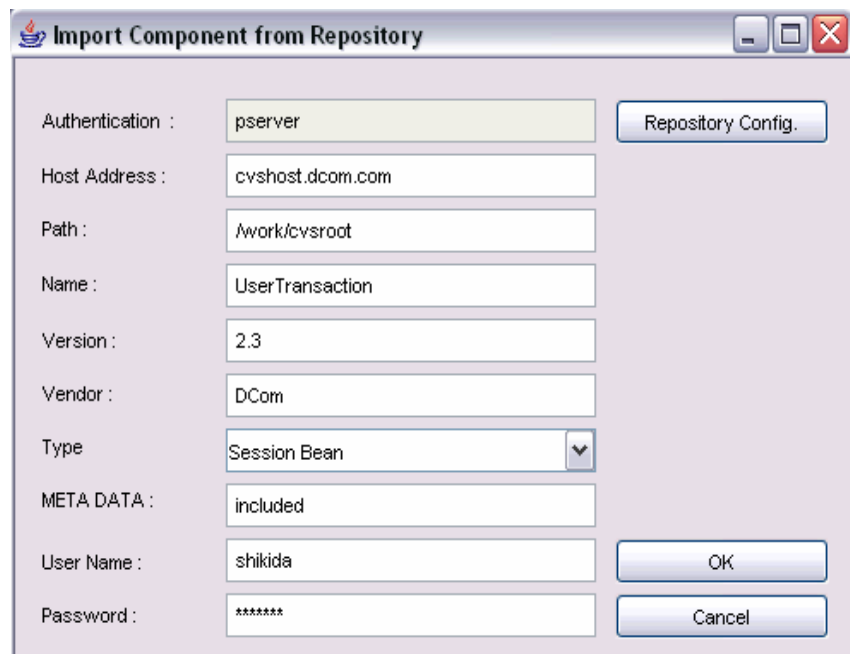 Import Component from Repository
Authentication : pserver Repository Config.
Host Address : cvshost.dcom.com
Path : /work/cvsroot
Name : UserTransaction
Version : 2.3
Vendor : DCom
Type Session Bean
META DATA : included
User Name : shikida OK
Password : ******* Cancel